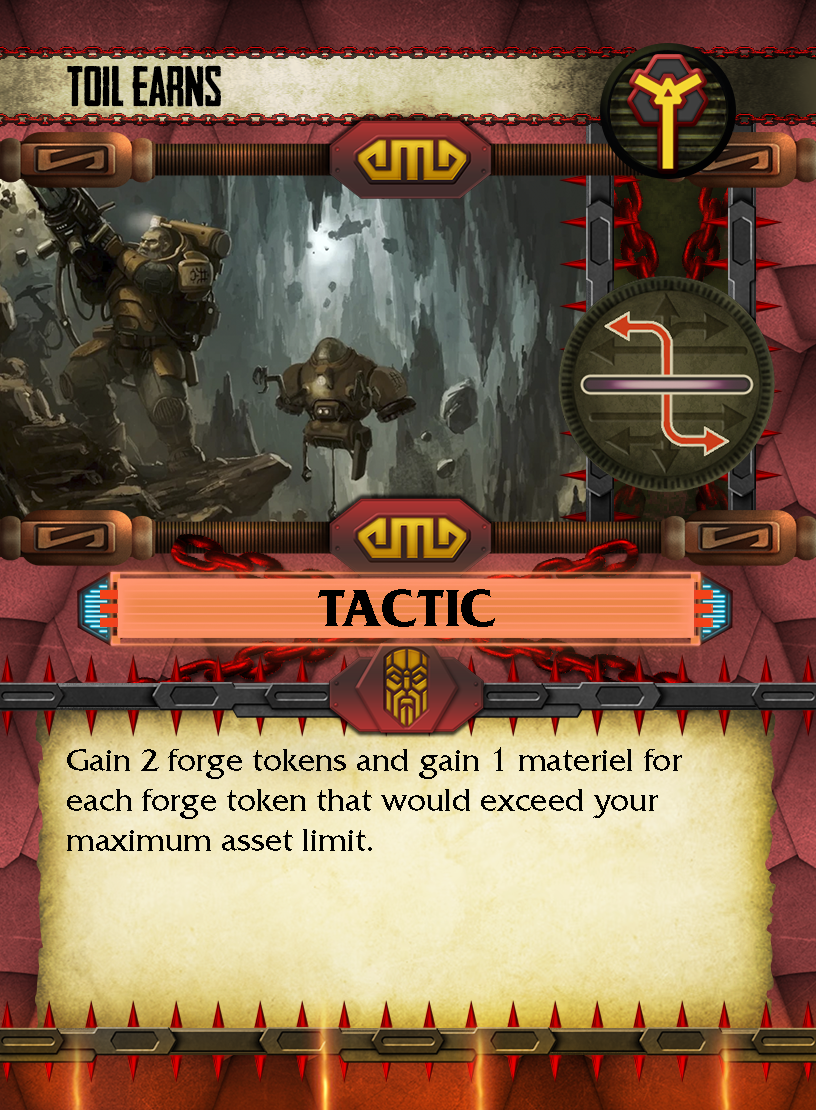 TOIL EARNS
TACTIC
Gain 2 forge tokens and gain 1 materiel for
each forge token that would exceed your
maximum asset limit.